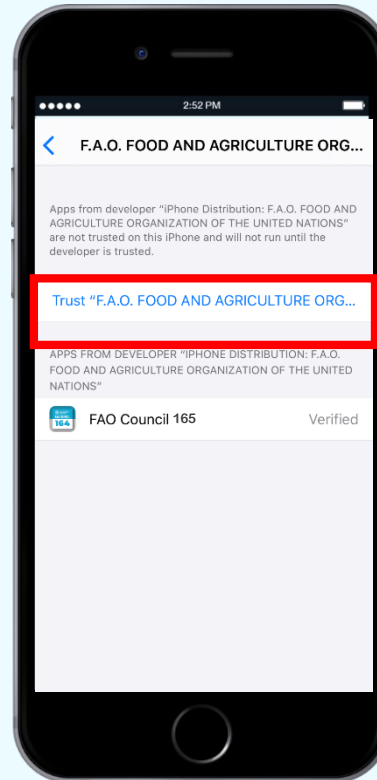 2:52 PM
F.A.O. FOOD AND AGRICULTURE ORG...
Apps from developer “iPhone Distribution: F.A.O. FOOD AND
AGRICULTURE ORGANIZATION OF THE UNITED NATIONS”
are not trusted on this iPhone and will not run until the
developer is trusted.
Trust “F.A.O. FOOD AND AGRICULTURE ORG...
APPS FROM DEVELOPER “IPHONE DISTRIBUTION: F.A.O.
FOOD AND AGRICULTURE ORGANIZATION OF THE UNITED
NATIONS”
164
FAO Council 165 Verified